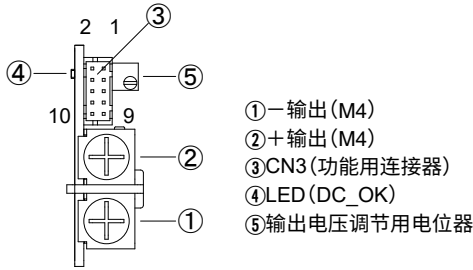 2 1
③
④
⑤
10
9
②
①
①－输出（M4）
②＋输出（M4）
③CN3（功能用连接器）
④LED（DC_OK）
⑤输出电压调节用电位器